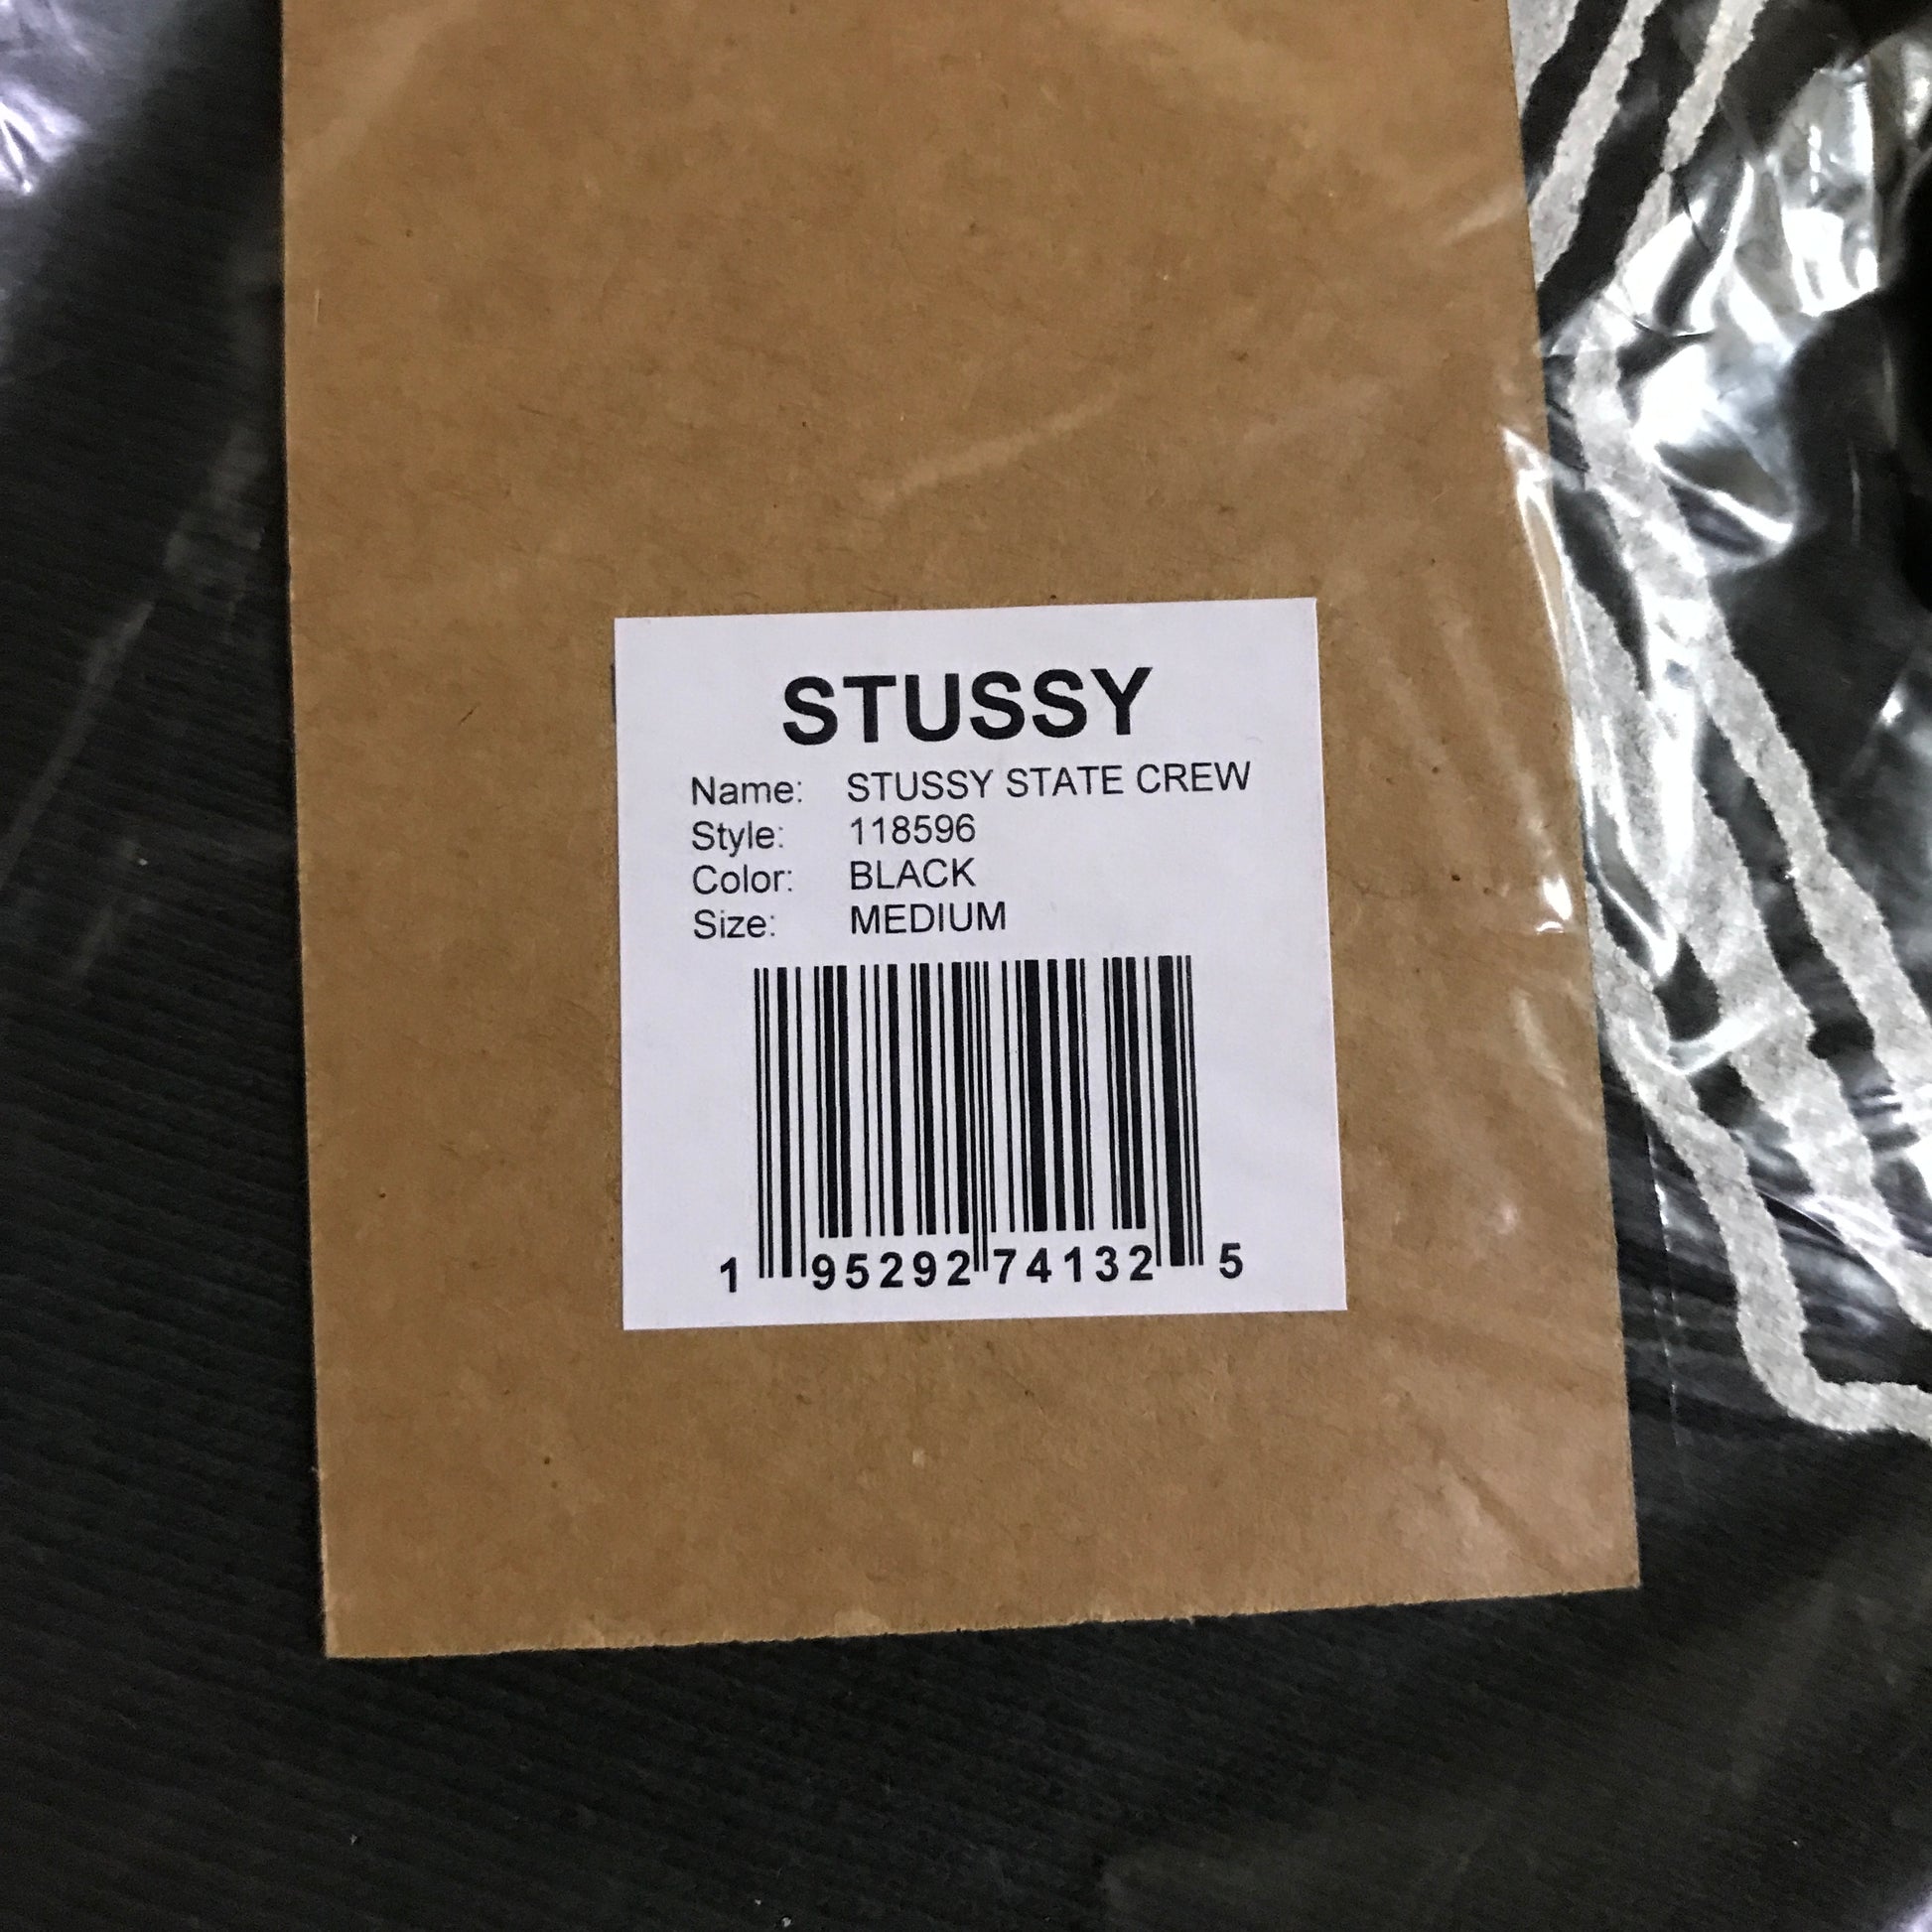 STUSSY
Name: STUSSY STATE CREW
Style: 118596
Color: BLACK
Size: MEDIUM
1 95292 74132 5